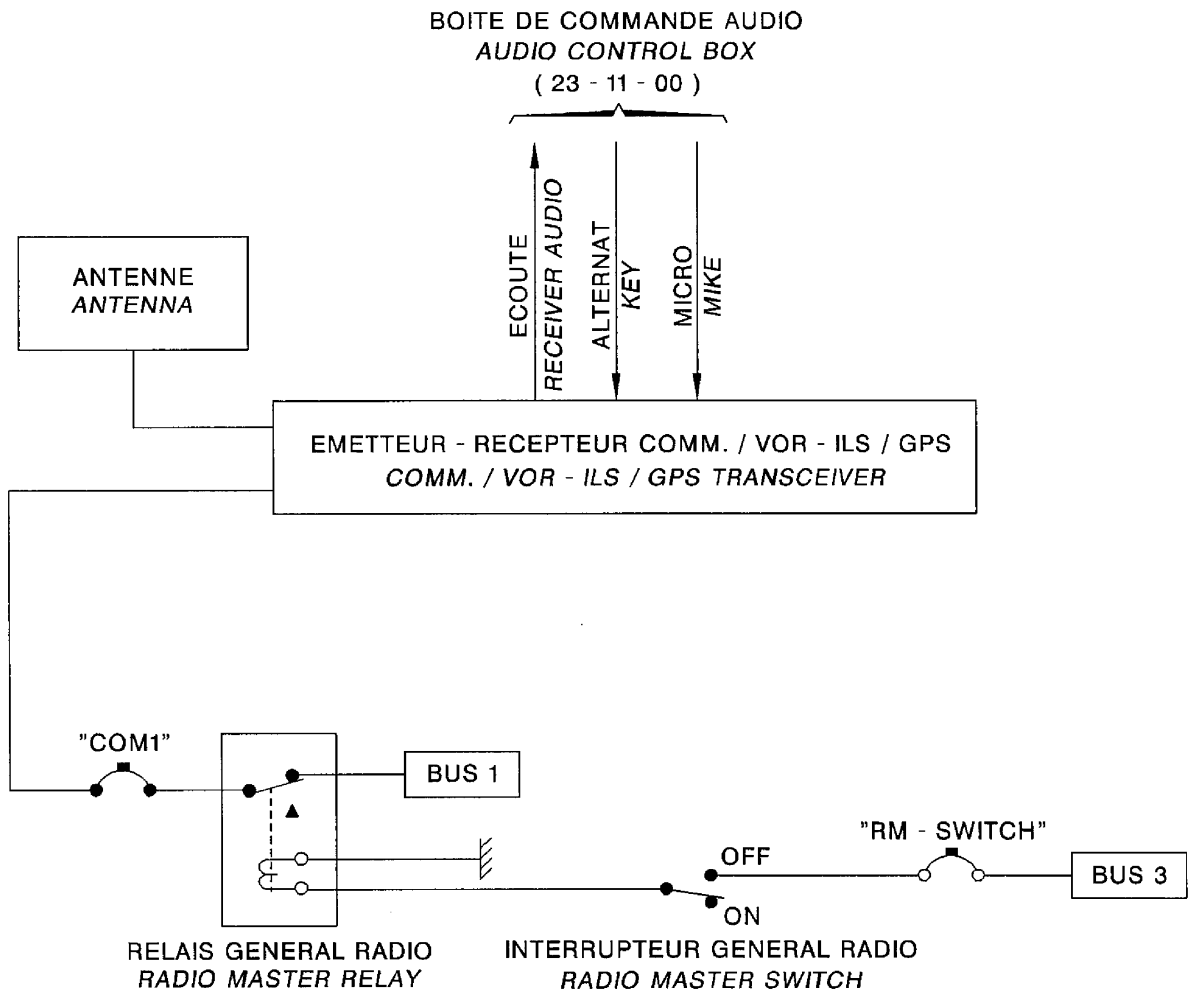 BOITE DE COMMANDE AUDIO
AUDIO CONTROL BOX
( 23 - 11 - 00 )
ECOUTE
RECEIVER AUDIO
ALTERNAT
KEY
MICRO
MIKE
ANTENNE
ANTENNA
EMETTEUR - RECEPTEUR COMM. / VOR - ILS / GPS
COMM. / VOR - ILS / GPS TRANSCEIVER
"COM1"
BUS 1
"RM - SWITCH"
OFF
BUS 3
ON
RELAIS GENERAL RADIO
RADIO MASTER RELAY
INTERRUPTEUR GENERAL RADIO
RADIO MASTER SWITCH